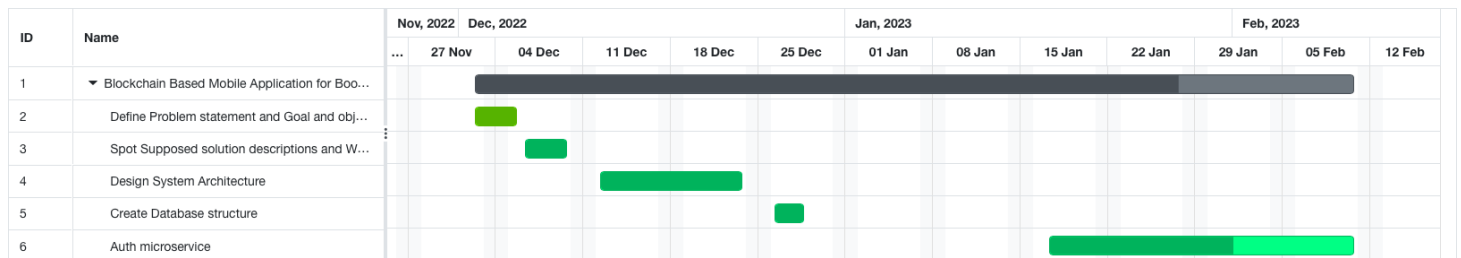 ID Name Nov, 2022 Dec, 2022 Jan, 2023 Feb, 2023
... 27 Nov 04 Dec 11 Dec 18 Dec 25 Dec 01 Jan 08 Jan 15 Jan 22 Jan 29 Jan 05 Feb 12 Feb
1 Blockchain Based Mobile Application for Boo...
2 Define Problem statement and Goal and obj...
3 Spot Supposed solution descriptions and W...
4 Design System Architecture
5 Create Database structure
6 Auth microservice